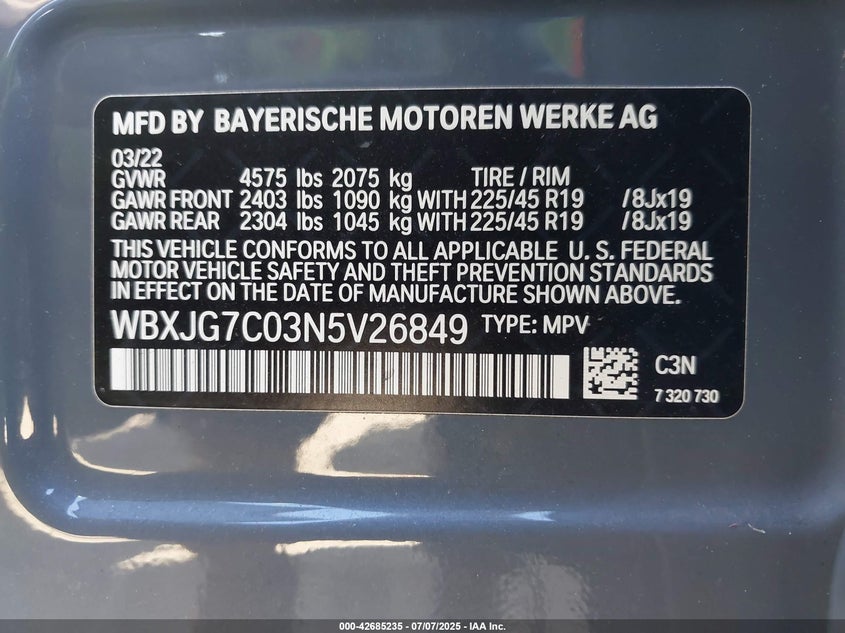 MFD BY BAYERISCHE MOTOREN WERKE AG
03/22
GVWR 4575 lbs 2075 kg TIRE / RIM
GAWR FRONT 2403 lbs 1090 kg WITH 225/45 R19 /8Jx19
GAWR REAR 2304 lbs 1045 kg WITH 225/45 R19 /8Jx19
THIS VEHICLE CONFORMS TO ALL APPLICABLE U. S. FEDERAL
MOTOR VEHICLE SAFETY AND THEFT PREVENTION STANDARDS
IN EFFECT ON THE DATE OF MANUFACTURE SHOWN ABOVE.
WBXJG7C03N5V26849 TYPE: MPV
C3N
7 320 730
000-42685235 - 07/07/2025 - IAA Inc.